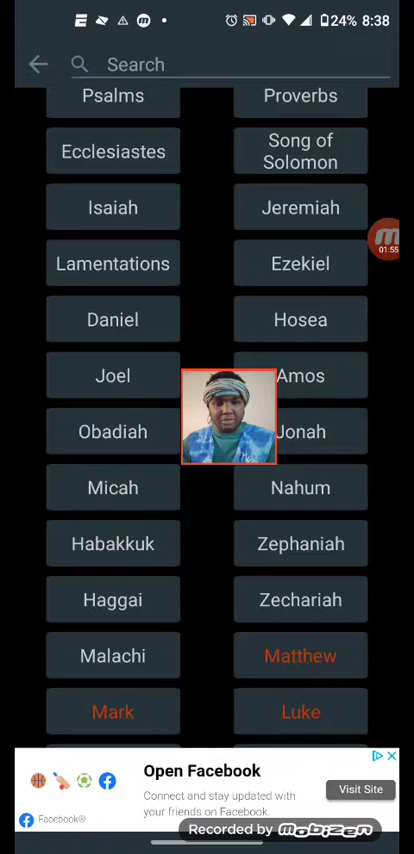 24% 8:38
Search
Psalms
Proverbs
Ecclesiastes
Song of
Solomon
Isaiah
Jeremiah
01:55
Lamentations
Ezekiel
Daniel
Hosea
Joel
Amos
Obadiah
Jonah
Micah
Nahum
Habakkuk
Zephaniah
Haggai
Zechariah
Malachi
Matthew
Mark
Luke
Open Facebook
Connect and stay updated with
your friends on Facebook.
Visit Site
Facebook®
Recorded by mobizen